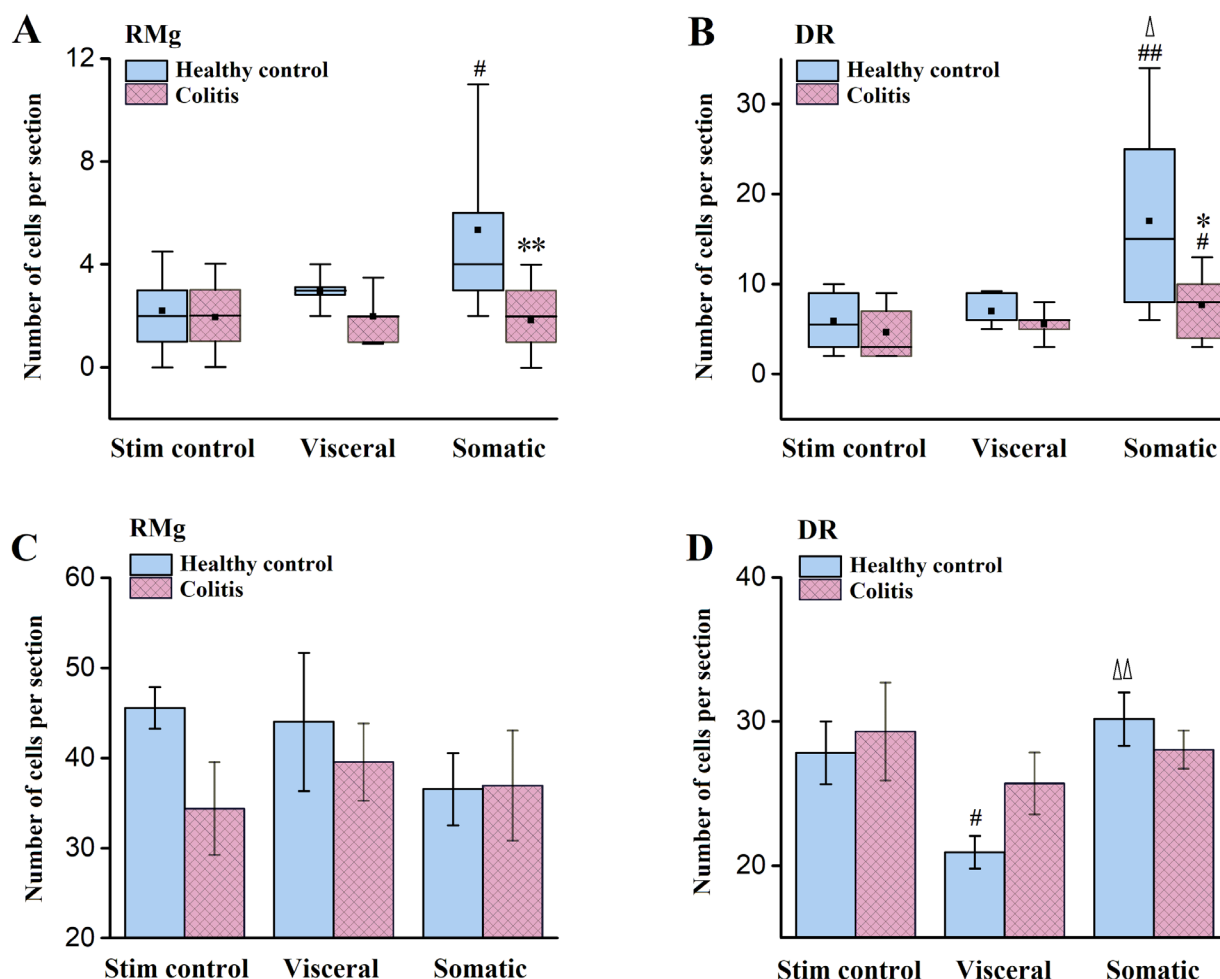 A
RMg
Healthy control
Colitis
Number of cells per section
12
8
4
0
#
**
Stim control Visceral Somatic
B
DR
Healthy control
Colitis
Number of cells per section
30
20
10
0
Δ
##
*
#
Stim control Visceral Somatic
C
RMg
Healthy control
Colitis
Number of cells per section
60
50
40
30
20
Stim control Visceral Somatic
D
DR
Healthy control
Colitis
Number of cells per section
40
30
20
#
ΔΔ
Stim control Visceral Somatic